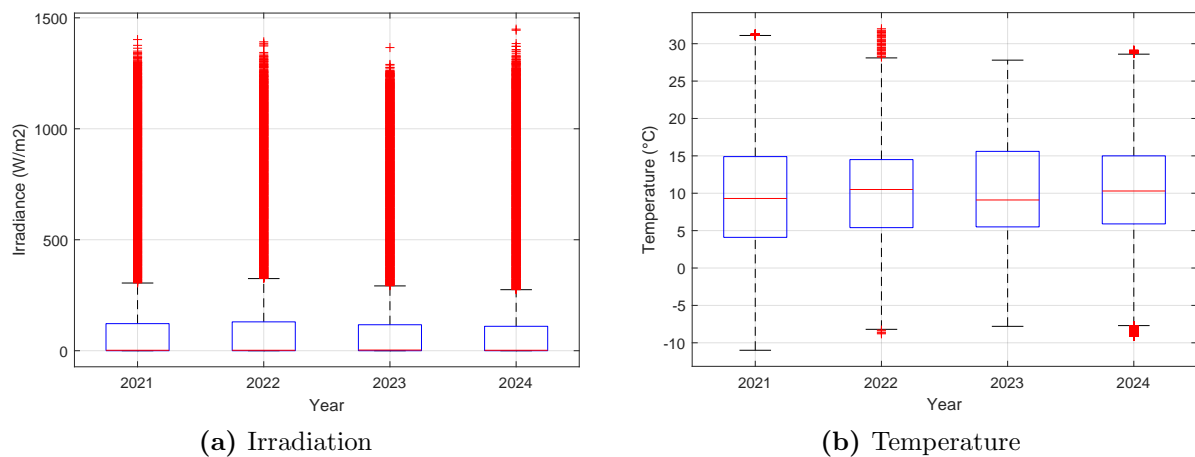 1500
1000
500
0
Irradiance (W/m2)
2021 2022 2023 2024
Year
(a) Irradiation
30
25
20
15
10
5
0
-5
-10
Temperature (°C)
2021 2022 2023 2024
Year
(b) Temperature